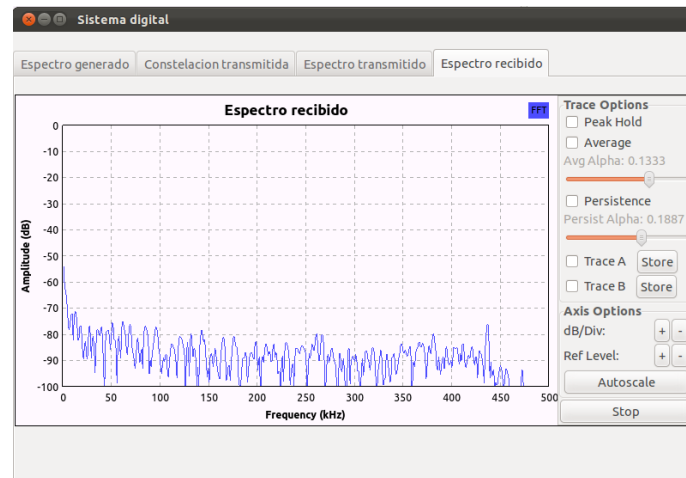 Sistema digital
Espectro generado
Constelacion transmitida
Espectro transmitido
Espectro recibido
Espectro recibido
FFT
0
-10
-20
-30
-40
-50
-60
-70
-80
-90
-100
Amplitude (dB)
0
50
100
150
200
250
300
350
400
450
500
Frequency (kHz)
Trace Options
Peak Hold
Average
Avg Alpha: 0.1333
Persistence
Persist Alpha: 0.1887
Trace A Store
Trace B Store
Axis Options
dB/Div: + -
Ref Level: + -
Autoscale
Stop